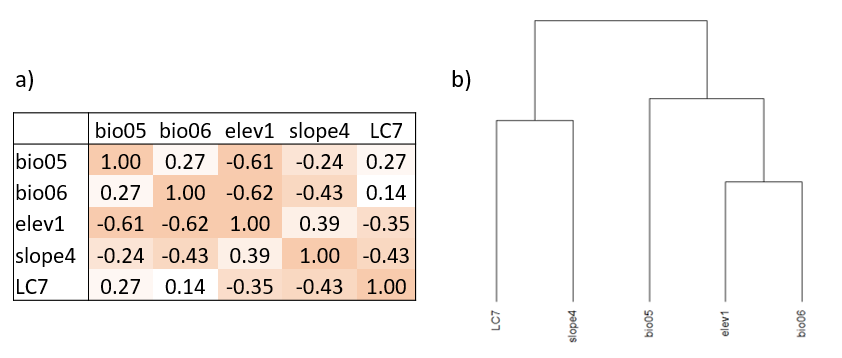 a)
bio05 bio06 elev1 slope4 LC7
bio05 1.00 0.27 -0.61 -0.24 0.27
bio06 0.27 1.00 -0.62 -0.43 0.14
elev1 -0.61 -0.62 1.00 0.39 -0.35
slope4 -0.24 -0.43 0.39 1.00 -0.43
LC7 0.27 0.14 -0.35 -0.43 1.00
b)
LC7
slope4
bio05
elev1
bio06